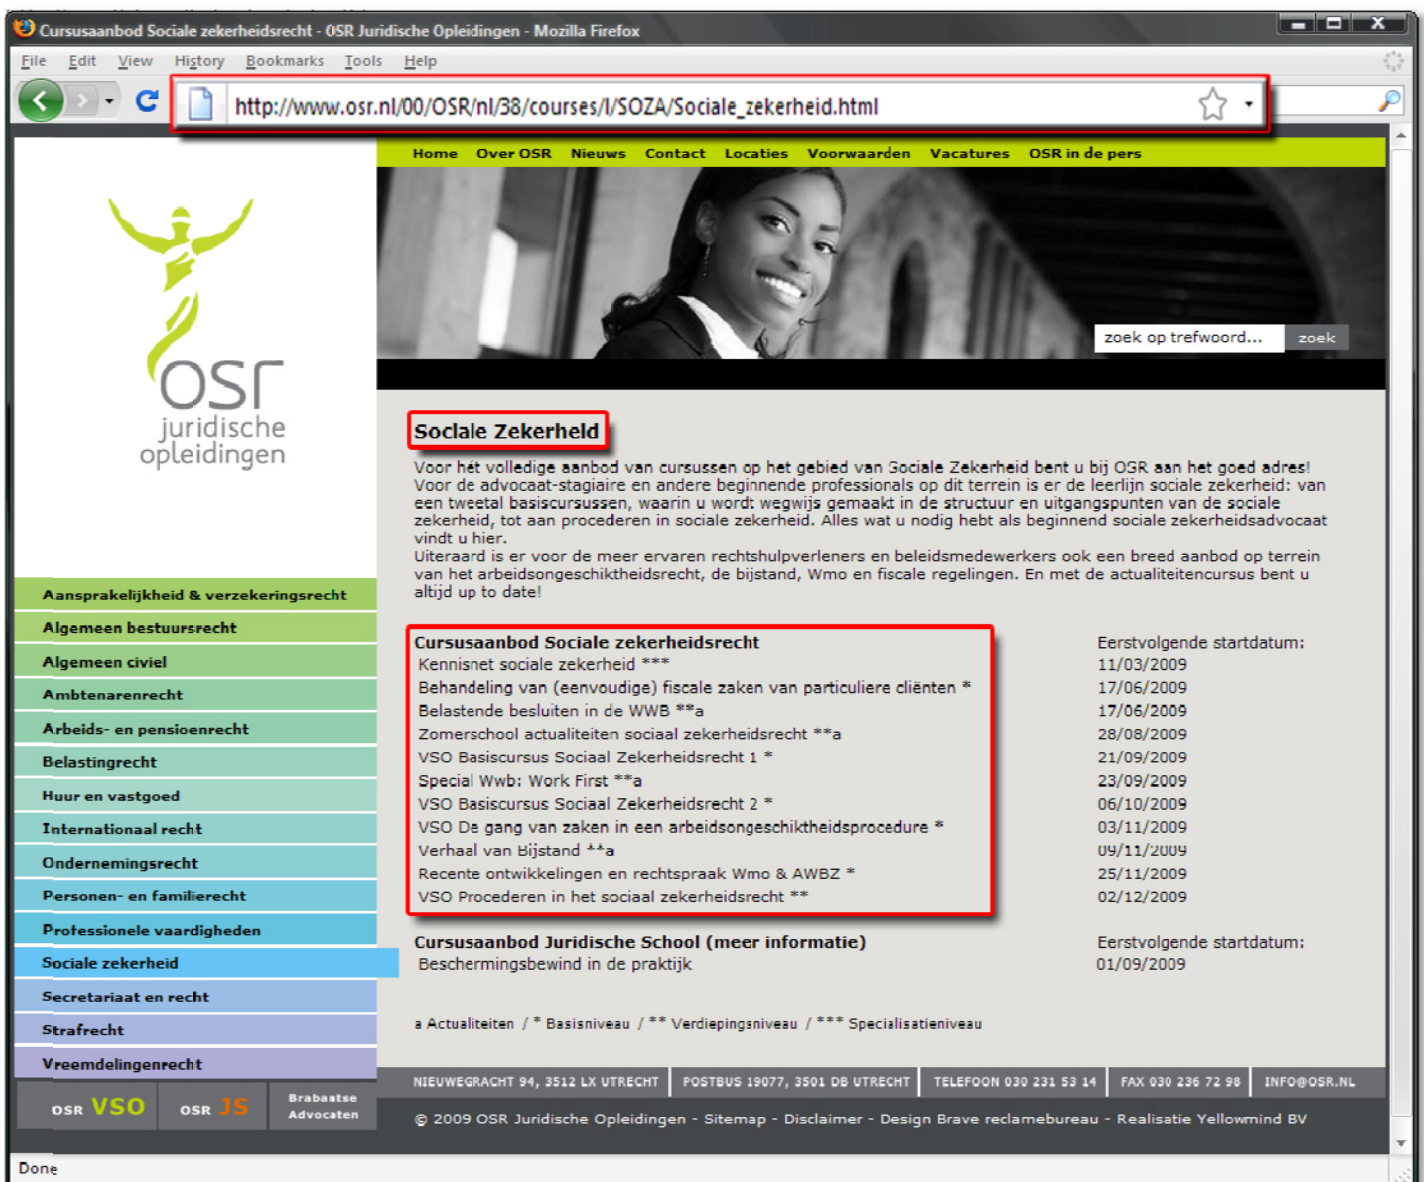 Cursusaanbod Sociale zekerheidsrecht - OSR Juridische Opleidingen - Mozilla Firefox
File Edit View History Bookmarks Tools Help
http://www.osr.nl/00/OSR/nl/38/courses/l/SOZA/Sociale_zekerheid.html
Home Over OSR Nieuws Contact Locaties Voorwaarden Vacatures OSR in de pers
zoek op trefwoord... zoek
osr
juridische
opleidingen
Sociale Zekerheid
Voor hét volledige aanbod van cursussen op het gebied van Sociale Zekerheid bent u bij OSR aan het goed adres!
Voor de advocaat-stagiaire en andere beginnende professionals op dit terrein is er de leerlijn sociale zekerheid: van
een tweetal basiscursussen, waarin u wordt wegwijs gemaakt in de structuur en uitgangspunten van de sociale
zekerheid, tot aan procederen in sociale zekerheid. Alles wat u nodig hebt als beginnend sociale zekerheidsadvocaat
vindt u hier.
Uiteraard is er voor de meer ervaren rechtshulpverleners en beleidsmedewerkers ook een breed aanbod op terrein
van het arbeidsongeschiktheidsrecht, de bijstand, Wmo en fiscale regelingen. En met de actualiteitencursus bent u
altijd up to date!
Aansprakelijkheid & verzekeringsrecht
Algemeen bestuursrecht
Algemeen civiel
Ambtenarenrecht
Arbeids- en pensioenrecht
Belastingrecht
Huur en vastgoed
Internationaal recht
Ondernemingsrecht
Personen- en familierecht
Professionele vaardigheden
Sociale zekerheid
Secretariaat en recht
Strafrecht
Vreemdelingenrecht
OSR VSO OSR JS Brabantse
Advocaten
Cursusaanbod Sociale zekerheidsrecht Eerstvolgende startdatum:
Kennisnet sociale zekerheid *** 11/03/2009
Behandeling van (eenvoudige) fiscale zaken van particuliere cliënten * 17/06/2009
Belastende besluiten in de WWB **a 17/06/2009
Zomerschool actualiteiten sociaal zekerheidsrecht **a 28/08/2009
VSO Basiscursus Sociaal Zekerheidsrecht 1 * 21/09/2009
Special Wwb: Work First **a 23/09/2009
VSO Basiscursus Sociaal Zekerheidsrecht 2 * 06/10/2009
VSO De gang van zaken in een arbeidsongeschiktheidsprocedure * 03/11/2009
Verhaal van Bijstand **a 09/11/2009
Recente ontwikkelingen en rechtspraak Wmo & AWBZ * 25/11/2009
VSO Procederen in het sociaal zekerheidsrecht ** 02/12/2009
Cursusaanbod Juridische School (meer informatie) Eerstvolgende startdatum:
Beschermingsbewind in de praktijk 01/09/2009
a Actualiteiten / * Basisniveau / ** Verdiepingsniveau / *** Specialisatieniveau
NIEUWEGRACHT 94, 3512 LX UTRECHT POSTBUS 19077, 3501 DB UTRECHT TELEFOON 030 231 53 14 FAX 030 236 72 98 INFO@OSR.NL
© 2009 OSR Juridische Opleidingen - Sitemap - Disclaimer - Design Brave reclamebureau - Realisatie Yellowmind BV
Done